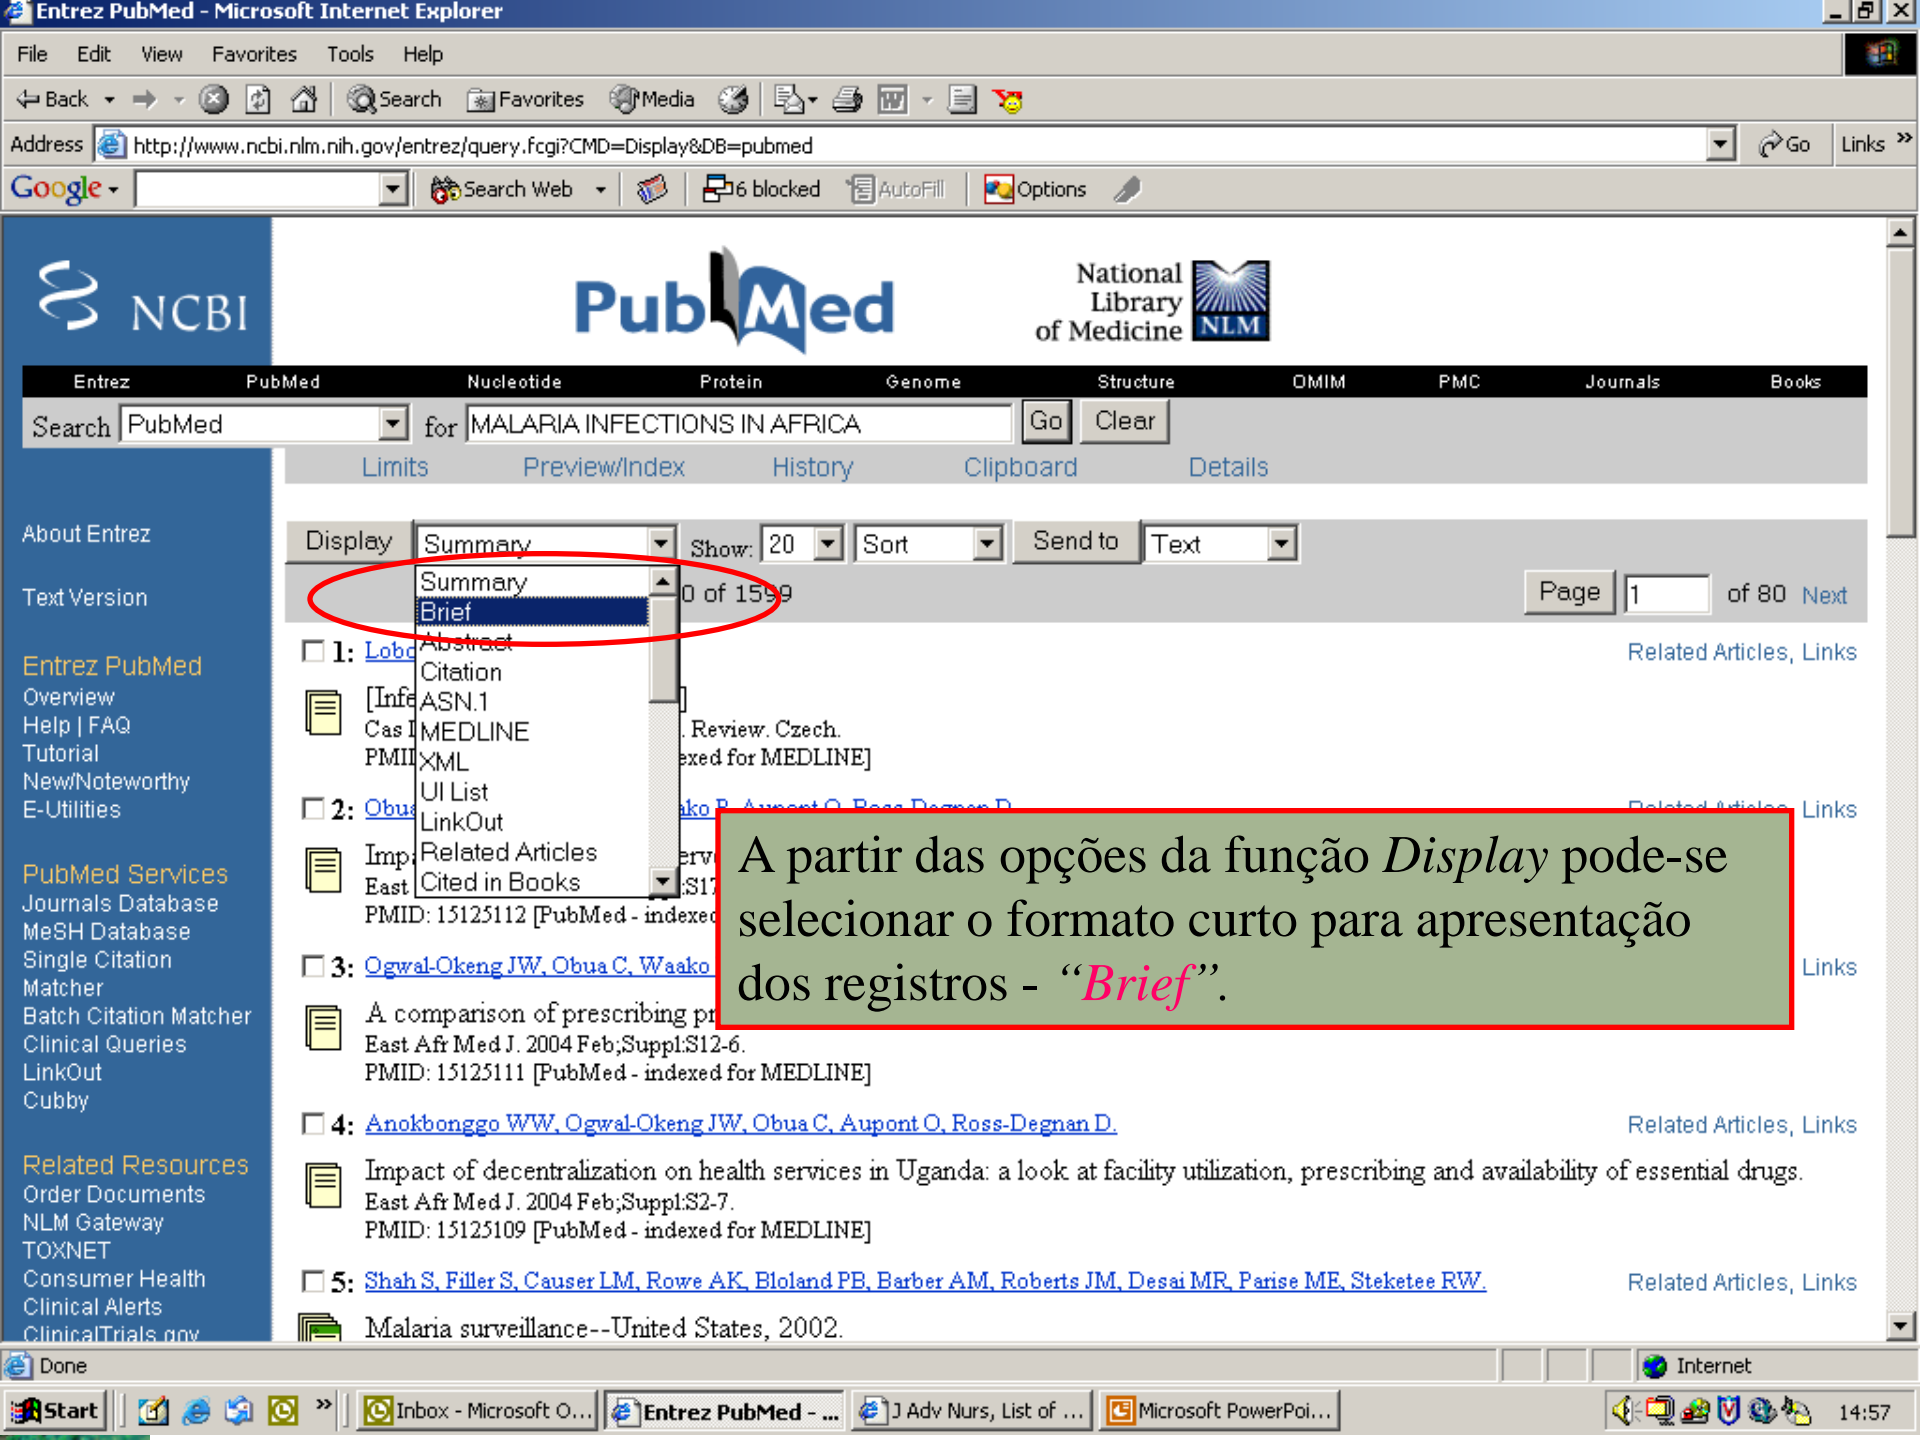 Entrez PubMed - Microsoft Internet Explorer
File Edit View Favorites Tools Help
Back Search Favorites Media
Address http://www.ncbi.nlm.nih.gov/entrez/query.fcgi?CMD=Display&DB=pubmed Go Links »
Google Search Web 6 blocked AutoFill Options
NCBI PubMed National
Library
of Medicine NLM
Entrez PubMed Nucleotide Protein Genome Structure OMIM PMC Journals Books
Search PubMed for MALARIA INFECTIONS IN AFRICA Go Clear
Limits Preview/Index History Clipboard Details
About Entrez
Text Version
Entrez PubMed
Overview
Help | FAQ
Tutorial
New/Noteworthy
E-Utilities
PubMed Services
Journals Database
MeSH Database
Single Citation
Matcher
Batch Citation Matcher
Clinical Queries
LinkOut
Cubby
Related Resources
Order Documents
NLM Gateway
TOXNET
Consumer Health
Clinical Alerts
ClinicalTrials.gov
Display Summary Show: 20 Sort Send to Text
Summary
Brief
Abstract
Citation
ASN.1
MEDLINE
XML
UI List
LinkOut
Related Articles
Cited in Books
0 of 1599 Page 1 of 80 Next
1: Related Articles, Links
. Review. Czech.
for MEDLINE]
2: Aupont O, Ross-Degnan D. Related Articles, Links
East
PMID: 15125112 [PubMed - indexed
3: Ogwal-Okeng JW, Obua C, Waako Links
A comparison of prescribing
East Afr Med J. 2004 Feb;Suppl:S12-6.
PMID: 15125111 [PubMed - indexed for MEDLINE]
4: Anokbonggo WW, Ogwal-Okeng JW, Obua C, Aupont O, Ross-Degnan D. Related Articles, Links
Impact of decentralization on health services in Uganda: a look at facility utilization, prescribing and availability of essential drugs.
East Afr Med J. 2004 Feb;Suppl:S2-7.
PMID: 15125109 [PubMed - indexed for MEDLINE]
5: Shah S, Filler S, Causer LM, Rowe AK, Bloland PB, Barber AM, Roberts JM, Desai MR, Parise ME, Steketee RW. Related Articles, Links
Malaria surveillance--United States, 2002.
A partir das opções da função Display pode-se
selecionar o formato curto para apresentação
dos registros - “Brief”.
Done Internet
Start » Inbox - Microsoft O... Entrez PubMed - ... J Adv Nurs, List of ... Microsoft PowerPoi... 14:57